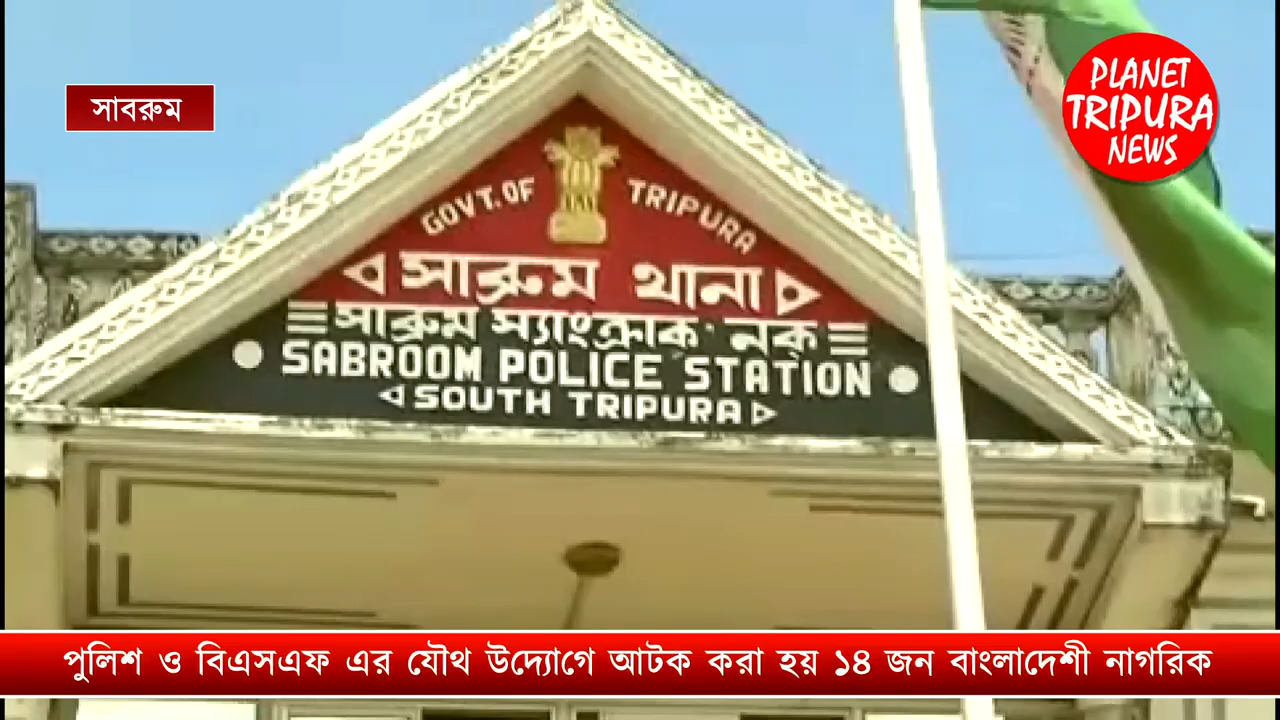 সাবরুম
PLANET
TRIPURA
NEWS
GOVT. OF TRIPURA
সাব্রুম থানা
সাব্রুম স্যাংক্রাক' নক্
SABROOM POLICE STATION
SOUTH TRIPURA
পুলিশ ও বিএসএফ এর যৌথ উদ্যোগে আটক করা হয় ১৪ জন বাংলাদেশী নাগরিক